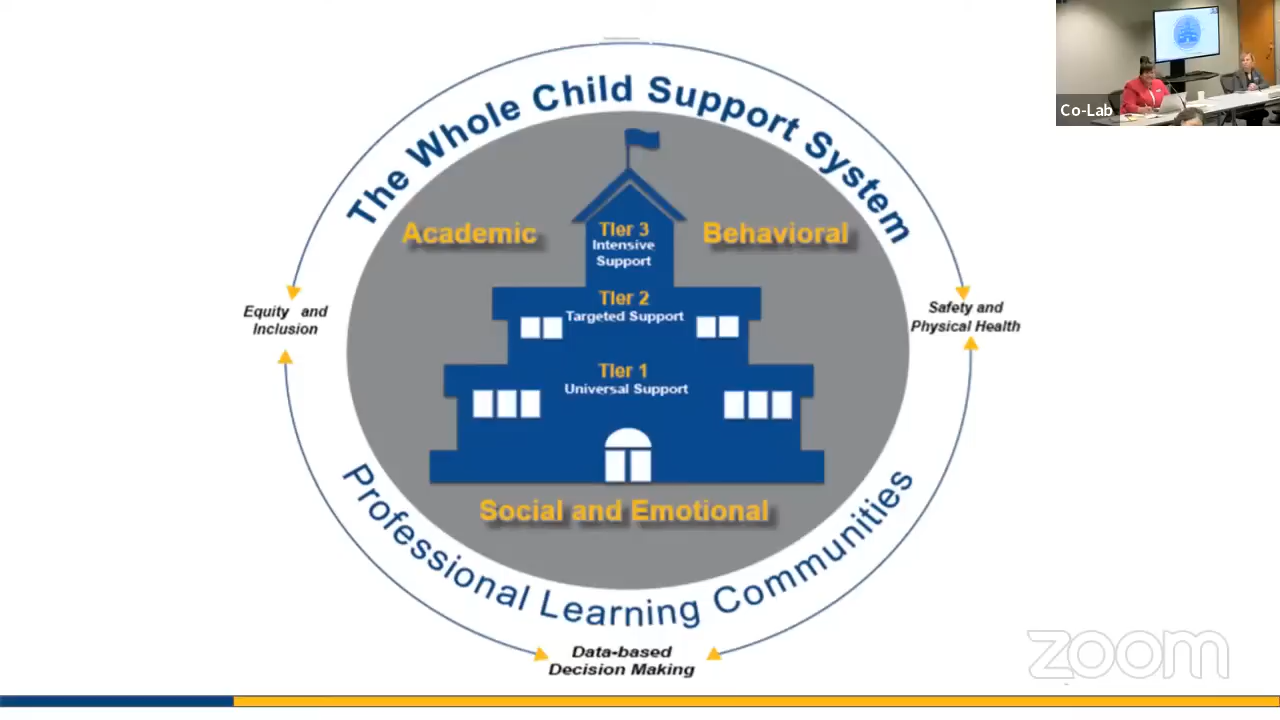 The Whole Child Support System
Co-Lab
Academic
Behavioral
TIer 3
Intensive
Support
TIer 2
Targeted Support
TIer 1
Universal Support
Equity and
Inclusion
Safety and
Physical Health
Social and Emotional
Professional Learning Communities
Data-based
Decision Making
zoom